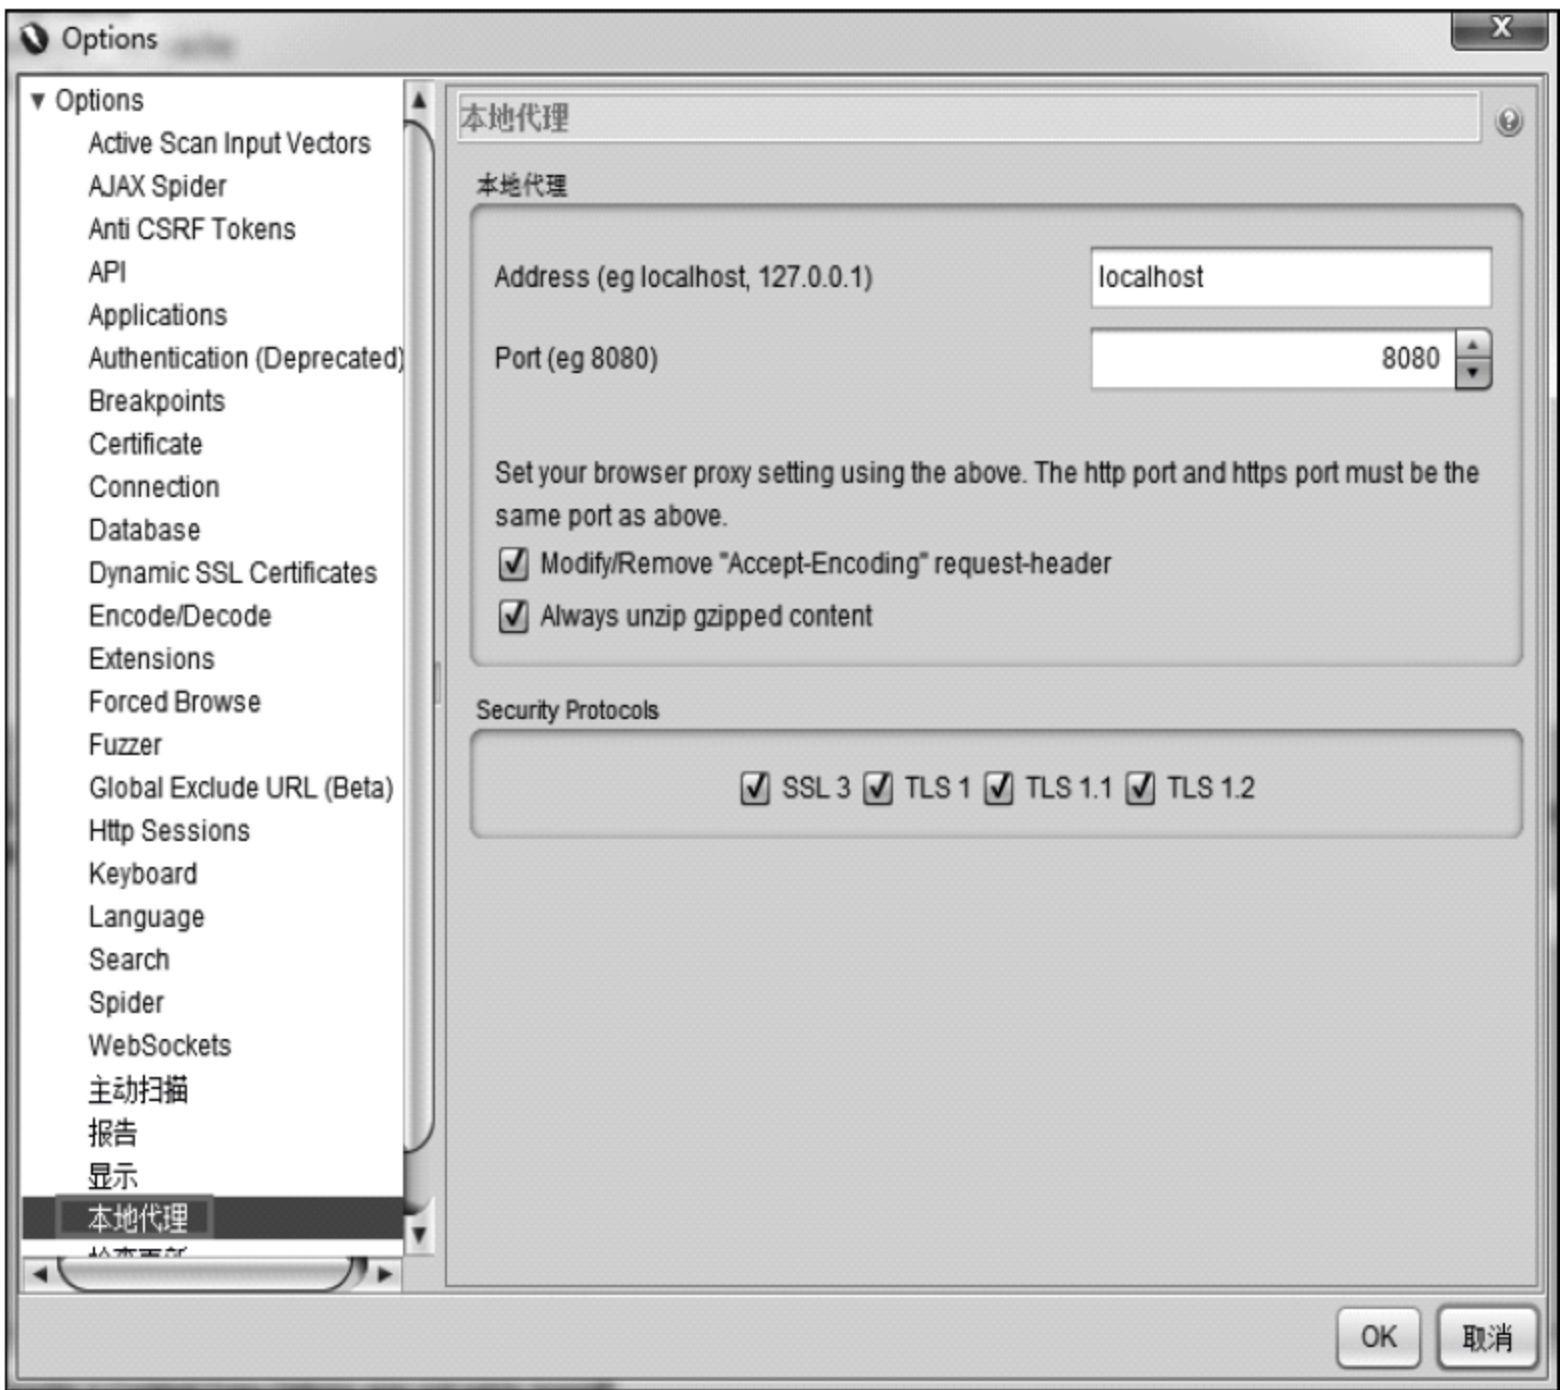 Options
Options
Active Scan Input Vectors
AJAX Spider
Anti CSRF Tokens
API
Applications
Authentication (Deprecated)
Breakpoints
Certificate
Connection
Database
Dynamic SSL Certificates
Encode/Decode
Extensions
Forced Browse
Fuzzer
Global Exclude URL (Beta)
Http Sessions
Keyboard
Language
Search
Spider
WebSockets
主动扫描
报告
显示
本地代理
本地代理
本地代理
Address (eg localhost, 127.0.0.1)
localhost
Port (eg 8080)
8080
Set your browser proxy setting using the above. The http port and https port must be the
same port as above.
Modify/Remove "Accept-Encoding" request-header
Always unzip gzipped content
Security Protocols
SSL 3 TLS 1 TLS 1.1 TLS 1.2
OK 取消